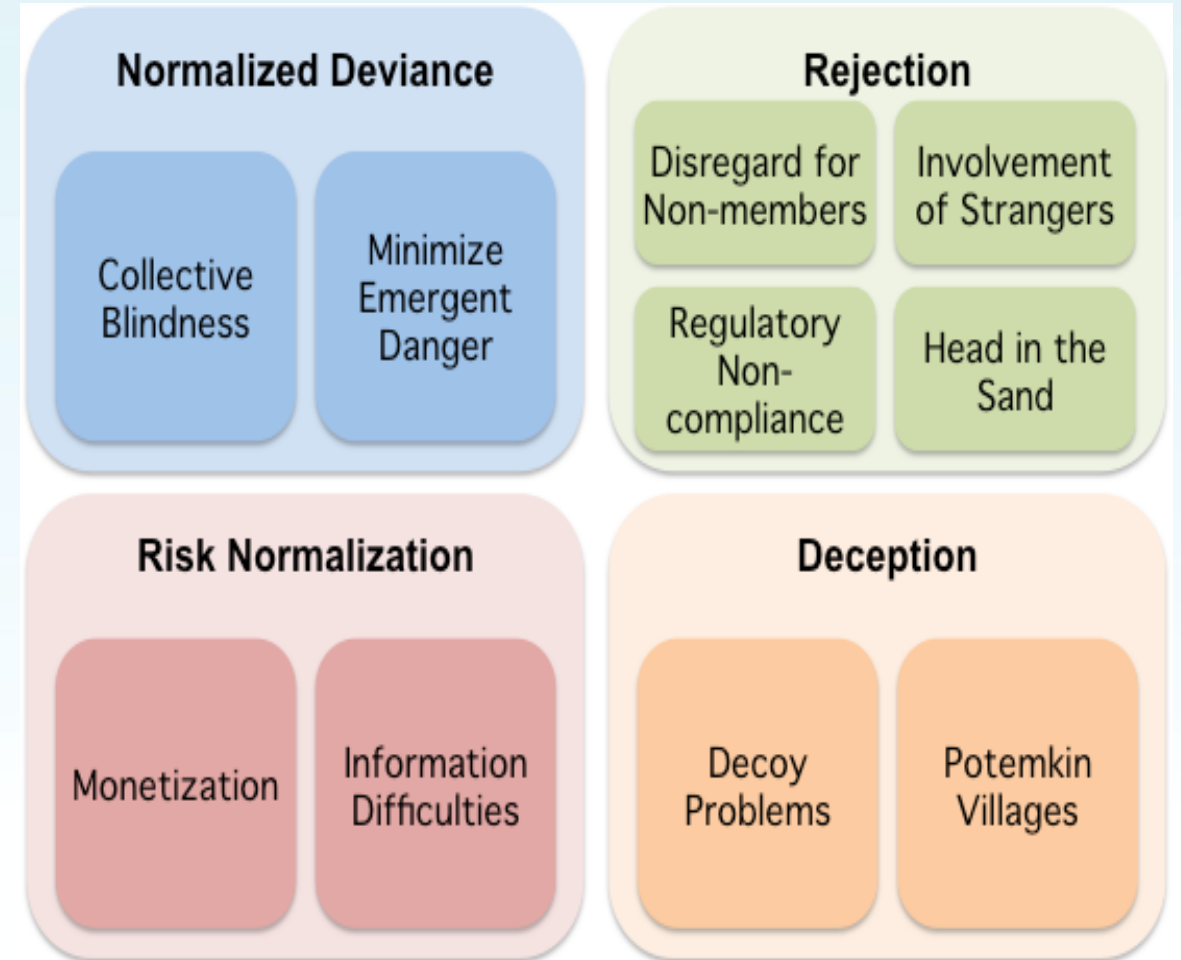 Normalized Deviance
Collective
Blindness
Minimize
Emergent
Danger
Rejection
Disregard for
Non-members
Involvement
of Strangers
Regulatory
Non-
compliance
Head in the
Sand
Risk Normalization
Monetization
Information
Difficulties
Deception
Decoy
Problems
Potemkin
Villages